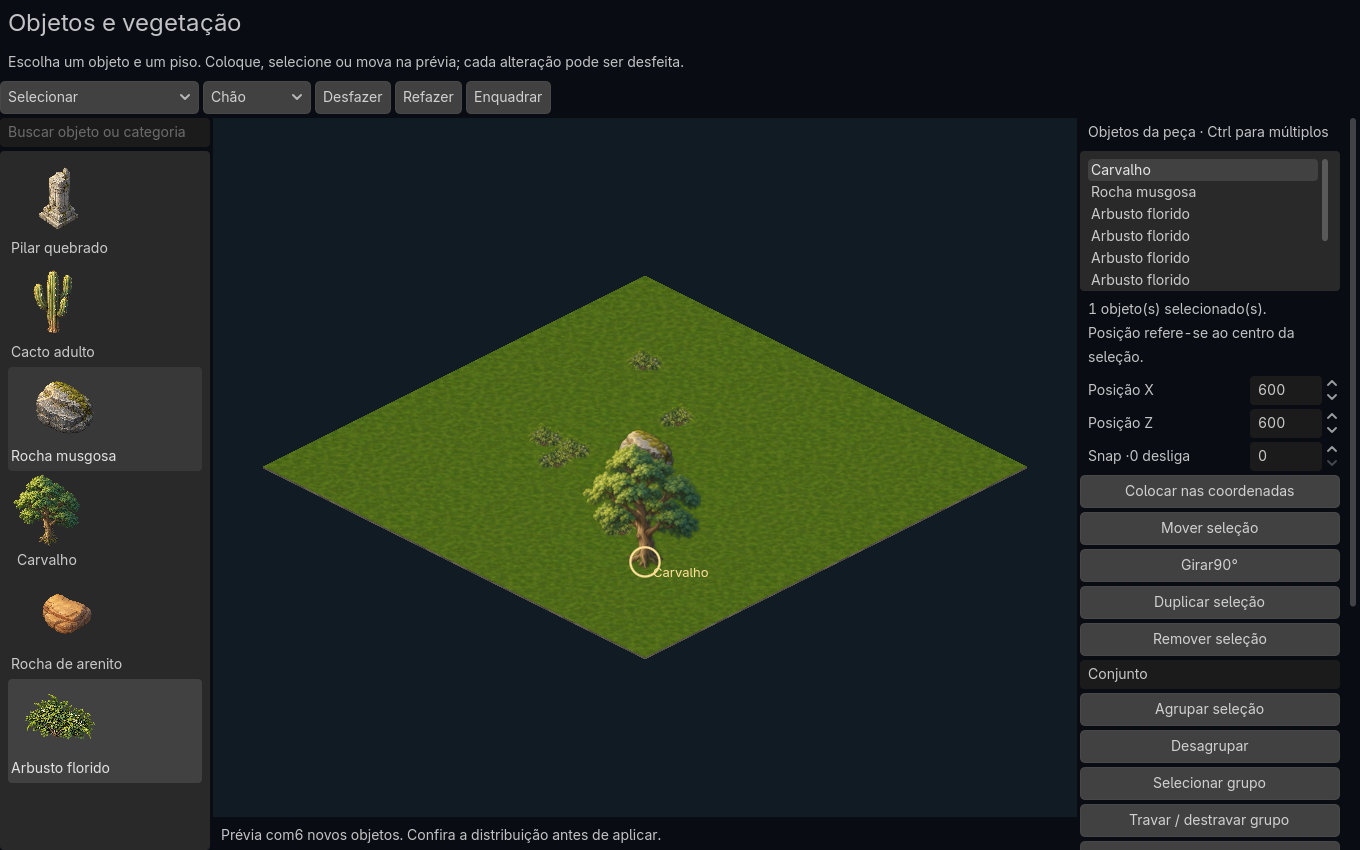 Objetos e vegetação
Escolha um objeto e um piso. Coloque, selecione ou mova na prévia; cada alteração pode ser desfeita.
Selecionar
Chão
Desfazer
Refazer
Enquadrar
Buscar objeto ou categoria
Pilar quebrado
Cacto adulto
Rocha musgosa
Carvalho
Rocha de arenito
Arbusto florido
Carvalho
Prévia com6 novos objetos. Confira a distribuição antes de aplicar.
Objetos da peça · Ctrl para múltiplos
Carvalho
Rocha musgosa
Arbusto florido
Arbusto florido
Arbusto florido
Arbusto florido
1 objeto(s) selecionado(s).
Posição refere-se ao centro da
seleção.
Posição X 600
Posição Z 600
Snap ·0 desliga 0
Colocar nas coordenadas
Mover seleção
Girar90°
Duplicar seleção
Remover seleção
Conjunto
Agrupar seleção
Desagrupar
Selecionar grupo
Travar / destravar grupo